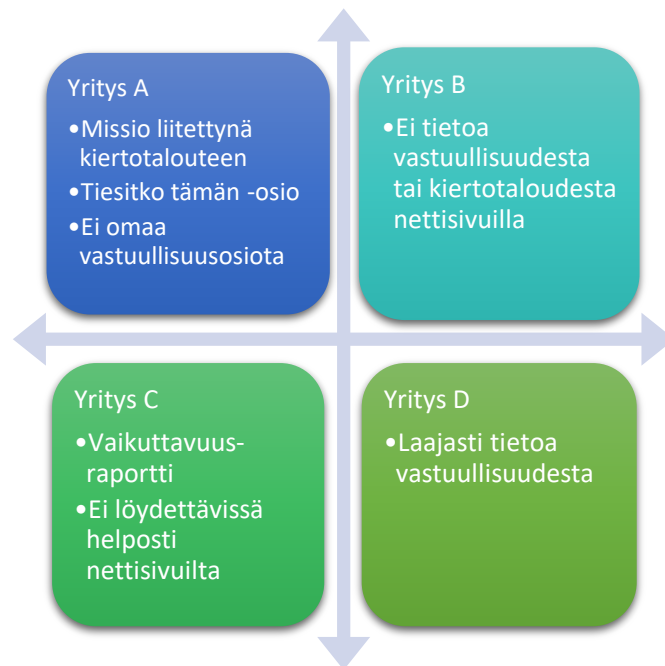 Yritys A
•Missio liitettynä
kiertotalouteen
•Tiesitko tämän -osio
•Ei omaa
vastuullisuusosiota
Yritys B
•Ei tietoa
vastuullisuudesta
tai kiertotaloudesta
nettisivuilla
Yritys C
•Vaikuttavuus-
raportti
•Ei löydettävissä
helposti
nettisivuilta
Yritys D
•Laajasti tietoa
vastuullisuudesta